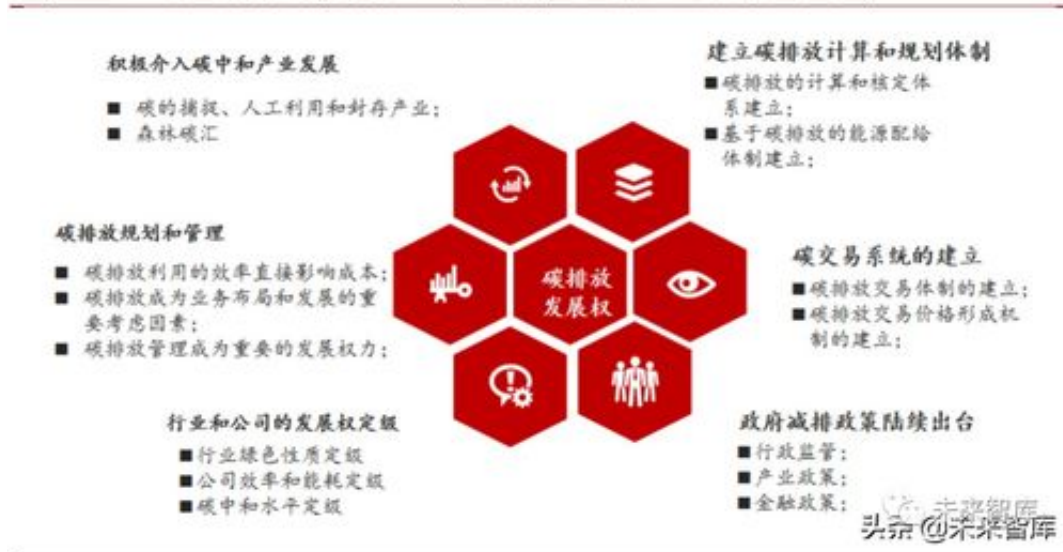 积极介入碳中和产业发展
■ 碳的捕捉、人工利用和封存产业；
■ 森林碳汇
建立碳排放计算和规划体制
■碳排放的计算和核定体
系建立；
■基于碳排放的能源配给
体制建立；
碳排放规划和管理
■ 碳排放利用的效率直接影响成本；
■ 碳排放成为业务布局和发展的重
要考虑因素；
■ 碳排放管理成为重要的发展权力；
碳排放
发展权
碳交易系统的建立
■碳排放交易体制的建立；
■碳排放交易价格形成机
制的建立；
行业和公司的发展权定级
■行业绿色性质定级
■公司效率和能耗定级
■碳中和水平定级
政府减排政策陆续出台
■行政监管；
■产业政策；
■金融政策；
未来智库
头条 @未来智库